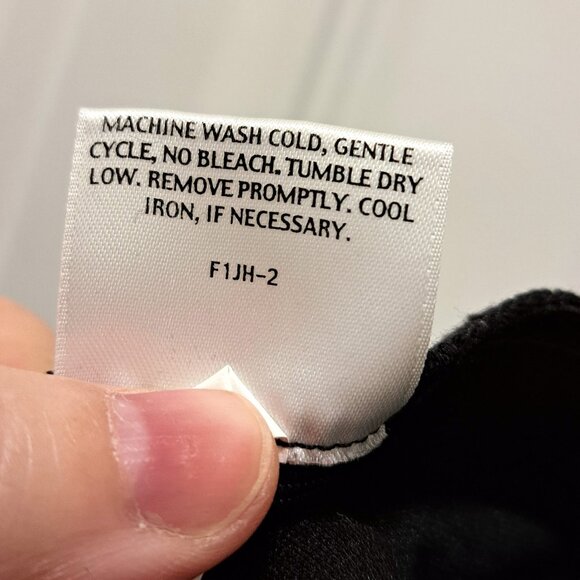 MACHINE WASH COLD, GENTLE
CYCLE, NO BLEACH. TUMBLE DRY
LOW. REMOVE PROMPTLY. COOL
IRON, IF NECESSARY.
F1JH-2